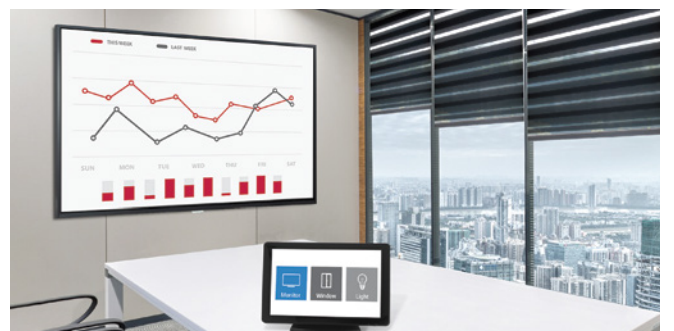 THIS WEEK
LAST WEEK
SUN MON TUE WED THU FRI SAT
Monitor Window Light